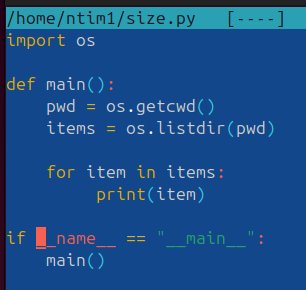 /home/ntim1/size.py   [----]
import os

def main():
    pwd = os.getcwd()
    items = os.listdir(pwd)

    for item in items:
         print(item)

if __name__ == "__main__":
    main()